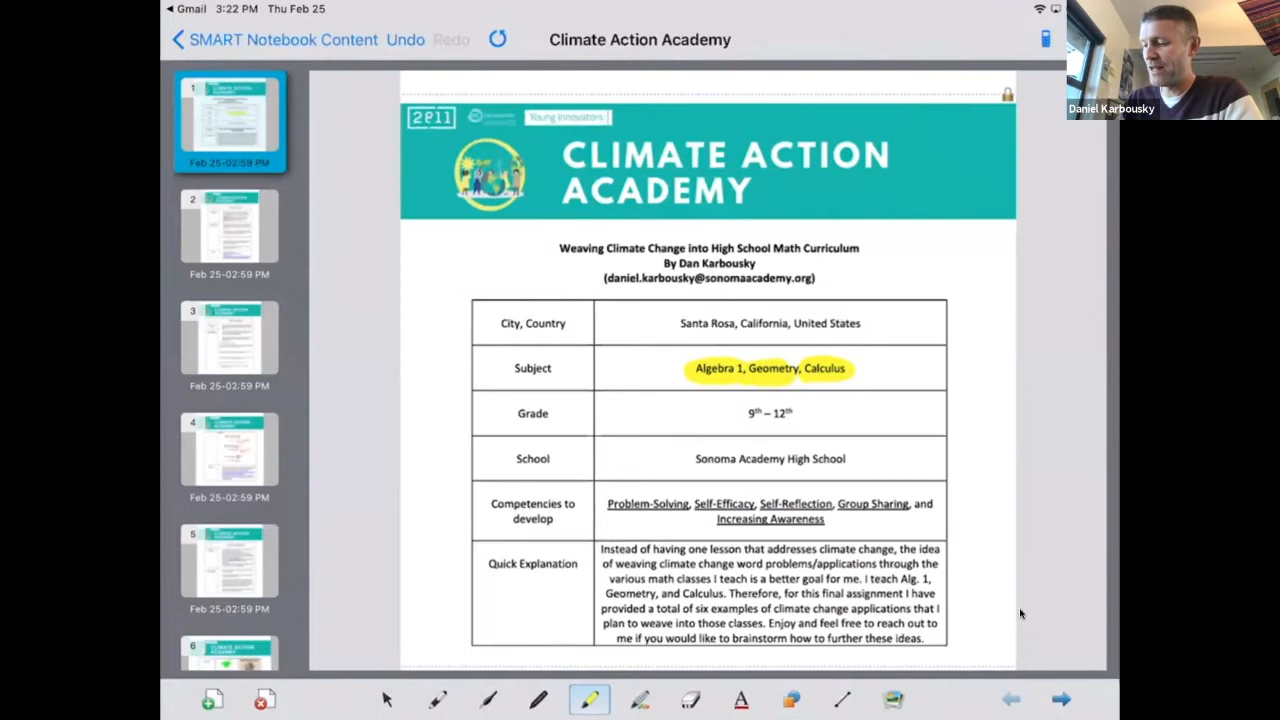 Gmail 3:22 PM Thu Feb 25
SMART Notebook Content Undo Redo Climate Action Academy
Daniel Karbousky
1
Feb 25-02:59 PM
2
Feb 25-02:59 PM
3
Feb 25-02:59 PM
4
Feb 25-02:59 PM
5
Feb 25-02:59 PM
6
2811 Young Innovators
CLIMATE ACTION
ACADEMY
Weaving Climate Change into High School Math Curriculum
By Dan Karbousky
(daniel.karbousky@sonomaacademy.org)
City, Country Santa Rosa, California, United States
Subject Algebra 1, Geometry, Calculus
Grade 9th – 12th
School Sonoma Academy High School
Competencies to develop
Problem-Solving, Self-Efficacy, Self-Reflection, Group Sharing, and
Increasing Awareness
Quick Explanation
Instead of having one lesson that addresses climate change, the idea
of weaving climate change word problems/applications through the
various math classes I teach is a better goal for me. I teach Alg. 1,
Geometry, and Calculus. Therefore, for this final assignment I have
provided a total of six examples of climate change applications that I
plan to weave into those classes. Enjoy and feel free to reach out to
me if you would like to brainstorm how to further these ideas.